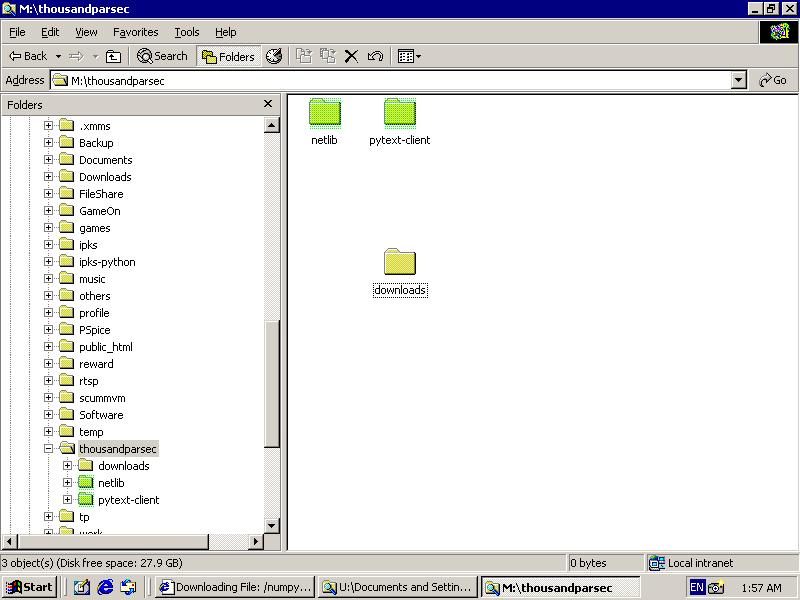 M:\thousandparsec
File Edit View Favorites Tools Help
Back Search Folders
Address M:\thousandparsec Go
Folders
.xmms
Backup
Documents
Downloads
FileShare
GameOn
games
ipks
ipks-python
music
others
profile
PSpice
public_html
reward
rtsp
scummvm
Software
temp
thousandparsec
downloads
netlib
pytext-client
tp
work
netlib pytext-client
downloads
3 object(s) (Disk free space: 27.9 GB) 0 bytes Local intranet
Start Downloading File: /numpy... U:\Documents and Settin... M:\thousandparsec EN 1:57 AM